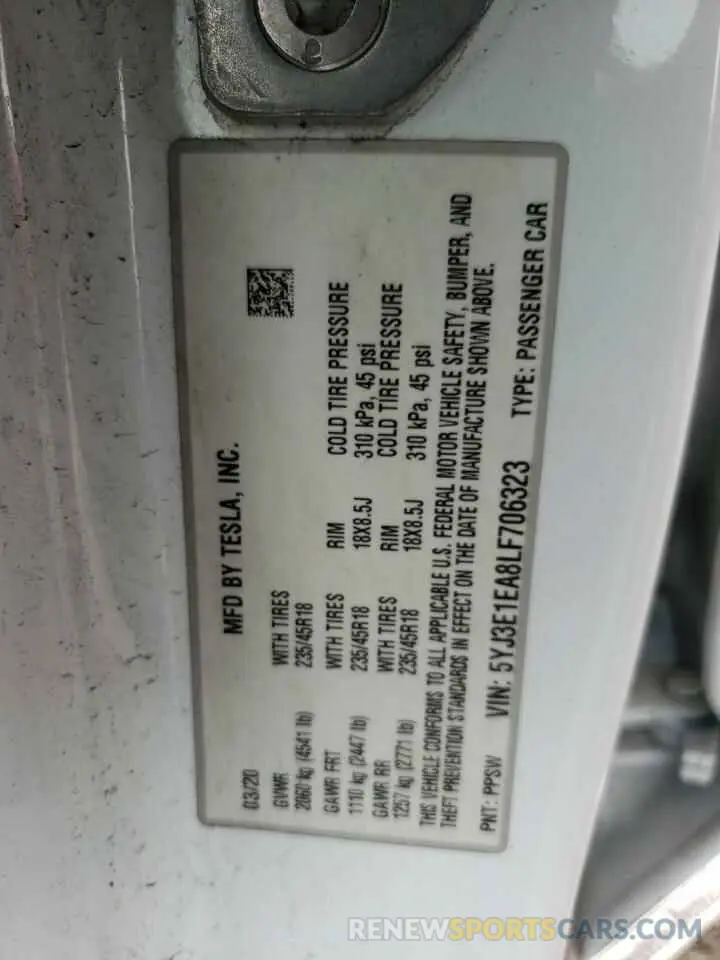 MFD BY TESLA, INC.
03/20
GVWR WITH TIRES
2060 kg (4541 lb) 235/45R18
GAWR FRT WITH TIRES RIM COLD TIRE PRESSURE
1110 kg (2447 lb) 235/45R18 18X8.5J 310 kPa, 45 psi
GAWR RR WITH TIRES RIM COLD TIRE PRESSURE
1257 kg (2771 lb) 235/45R18 18X8.5J 310 kPa, 45 psi
THIS VEHICLE CONFORMS TO ALL APPLICABLE U.S. FEDERAL MOTOR VEHICLE SAFETY, BUMPER, AND
THEFT PREVENTION STANDARDS IN EFFECT ON THE DATE OF MANUFACTURE SHOWN ABOVE.
PNT: PPSW VIN: 5YJ3E1EA8LF706323 TYPE: PASSENGER CAR
RENEWSPORTSCARS.COM